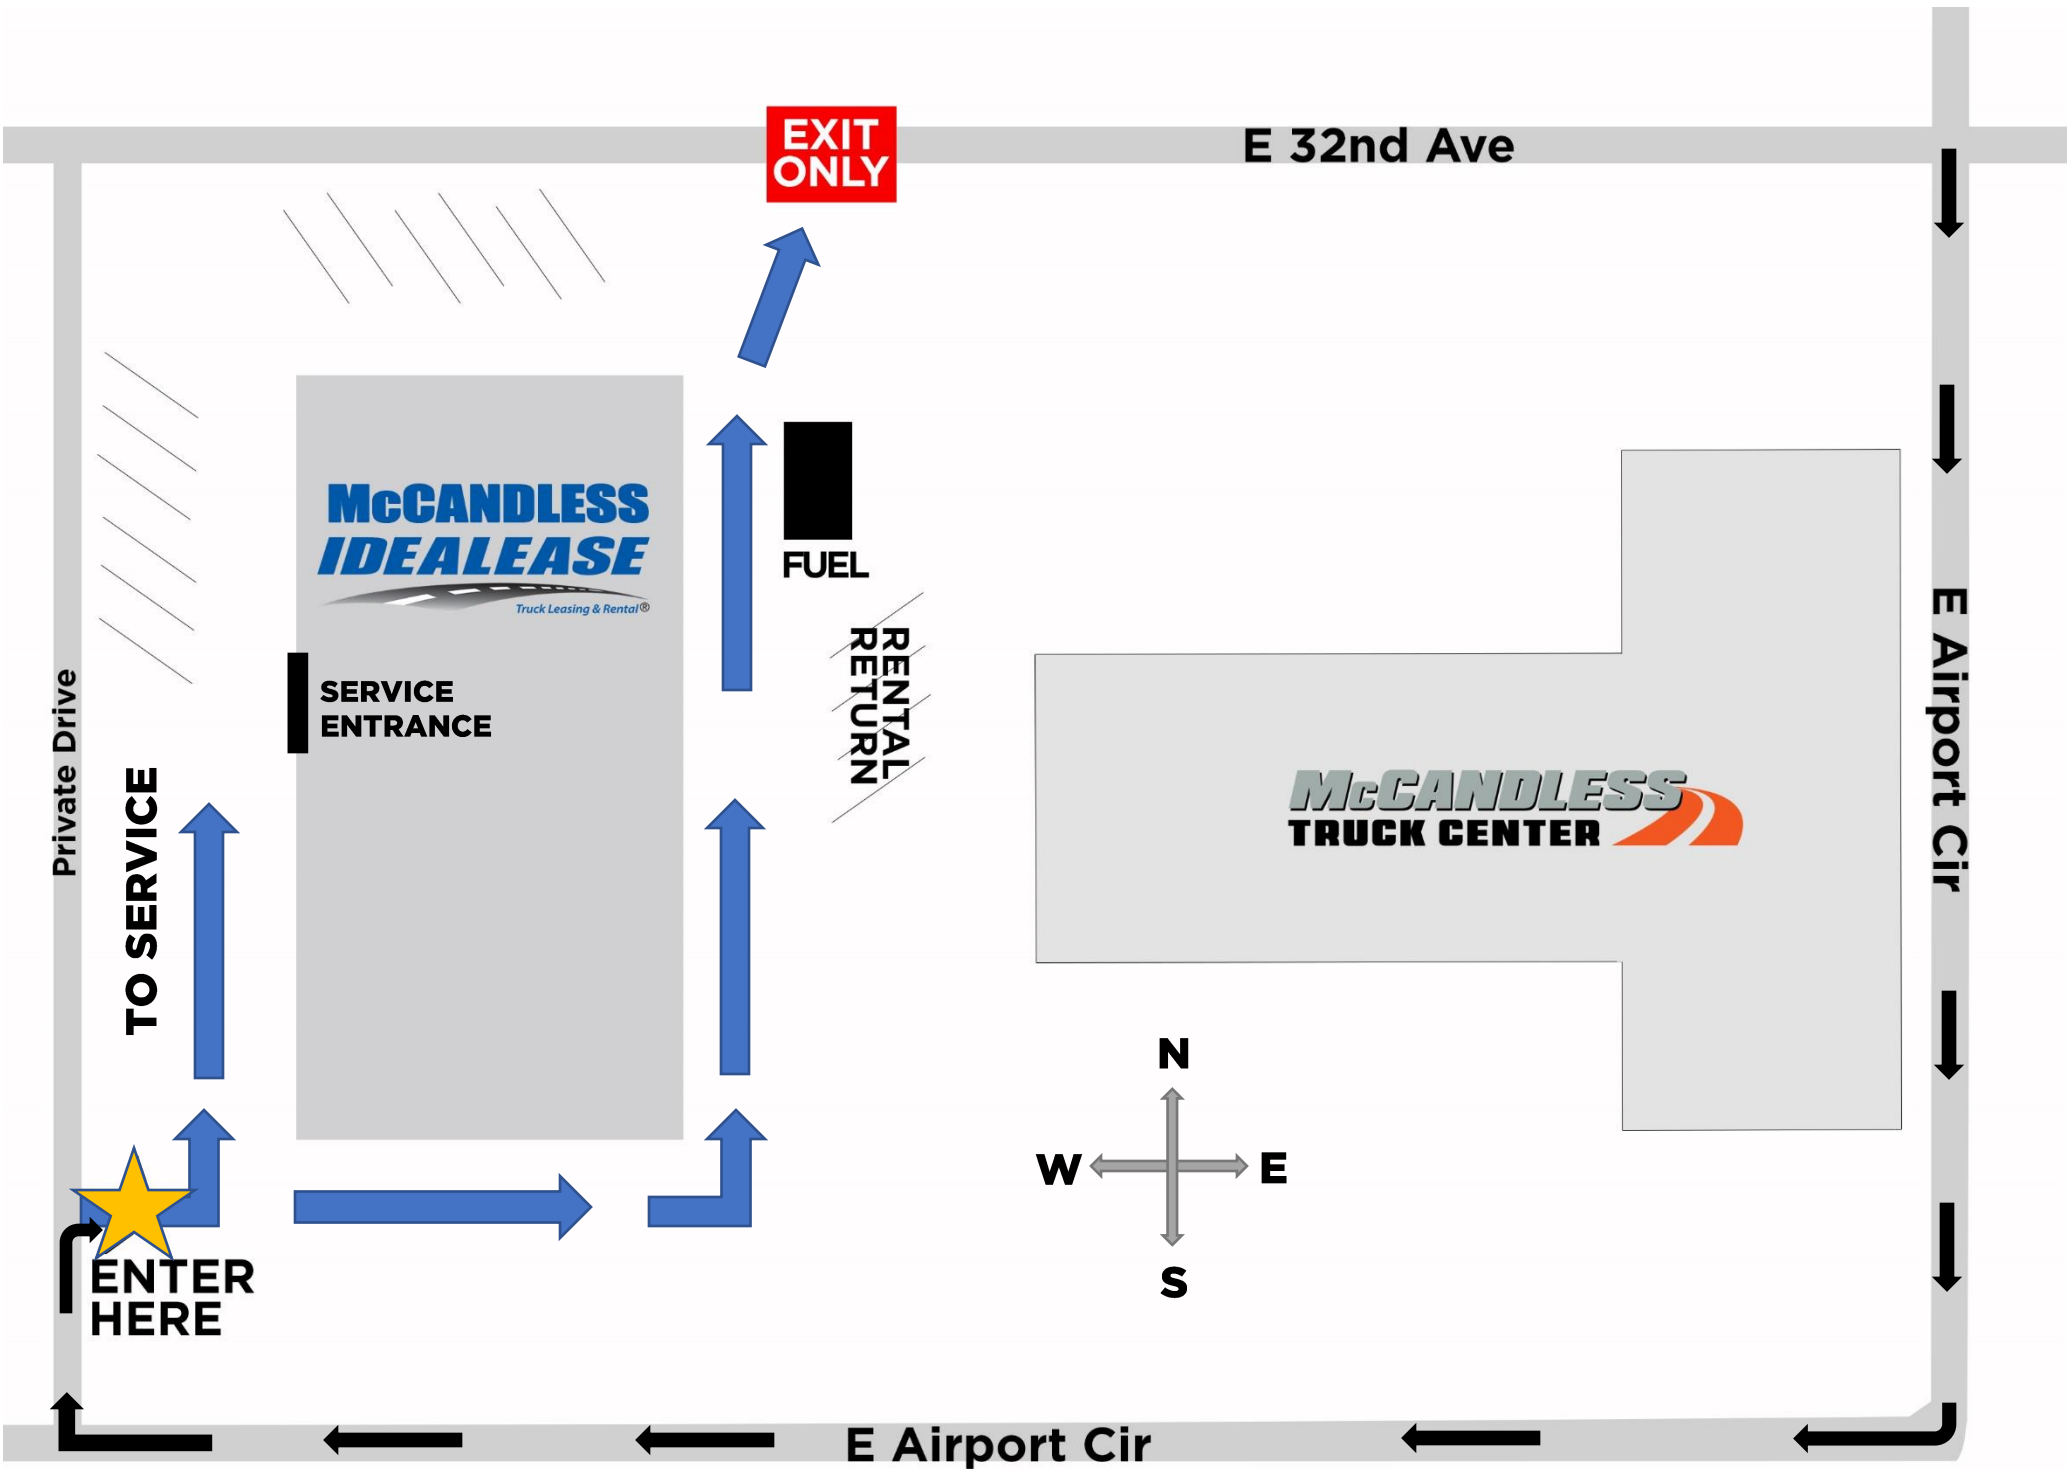 EXIT
ONLY
E 32nd Ave
McCANDLESS
IDEALEASE
Truck Leasing & Rental®
FUEL
RENTAL
RETURN
SERVICE
ENTRANCE
Private Drive
TO SERVICE
E Airport Cir
McCANDLESS
TRUCK CENTER
N
W
E
S
ENTER
HERE
E Airport Cir